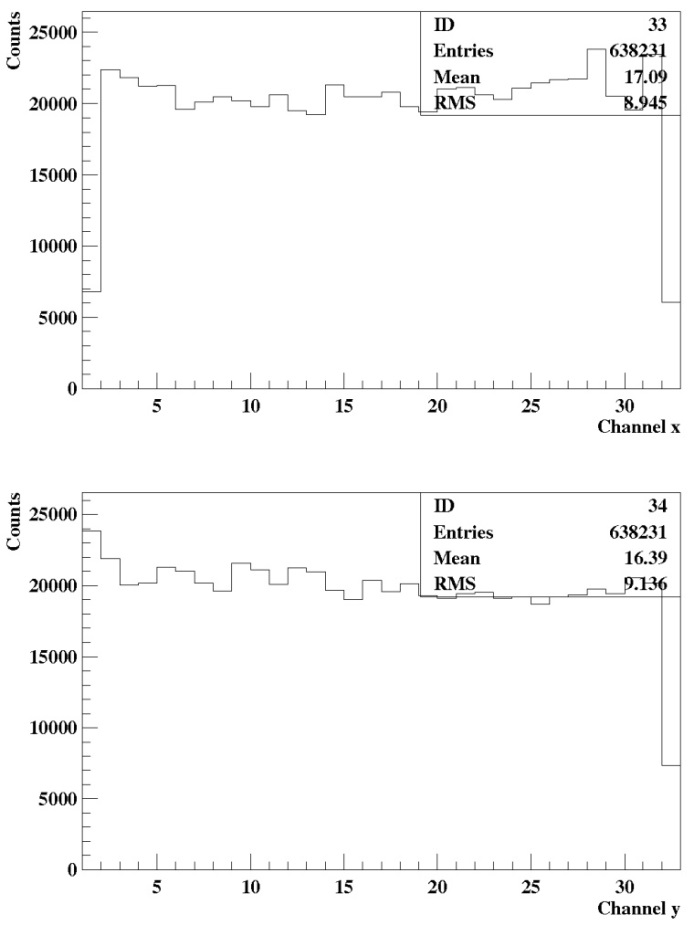 Counts
25000
20000
15000
10000
5000
0
5
10
15
20
25
30
Channel x
ID 33
Entries 638231
Mean 17.09
RMS 8.945
Counts
25000
20000
15000
10000
5000
0
5
10
15
20
25
30
Channel y
ID 34
Entries 638231
Mean 16.39
RMS 9.136